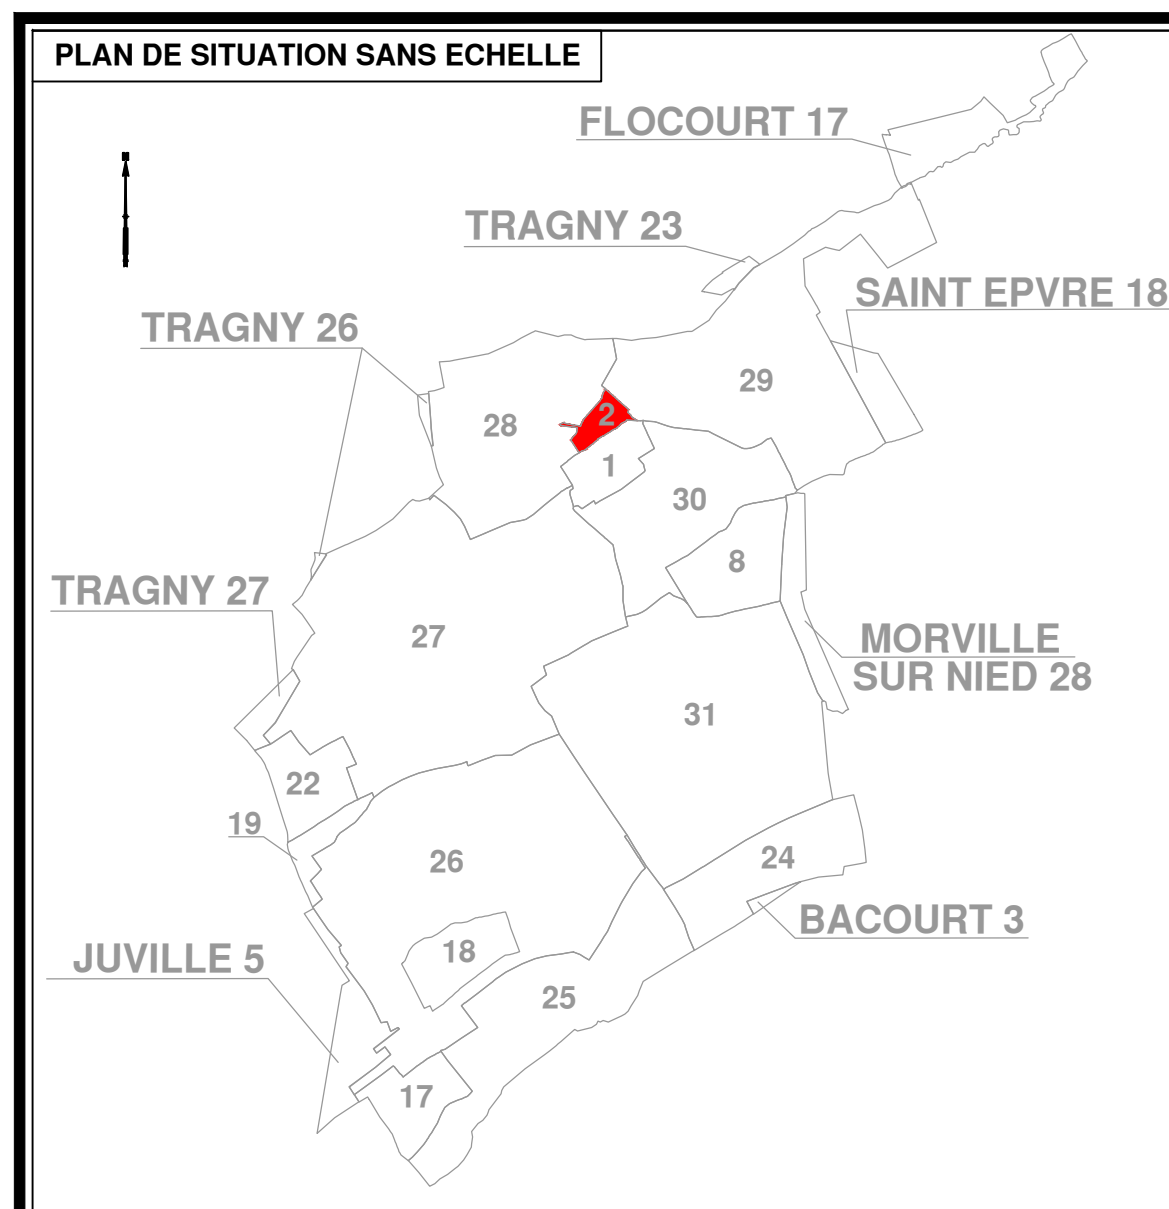 PLAN DE SITUATION SANS ECHELLE
FLOCOURT 17
TRAGNY 23
SAINT EPVRE 18
TRAGNY 26
29
2
28
1
30
8
TRAGNY 27
27
MORVILLE
SUR NIED 28
31
22
19
26
24
BACOURT 3
18
JUVILLE 5
25
17